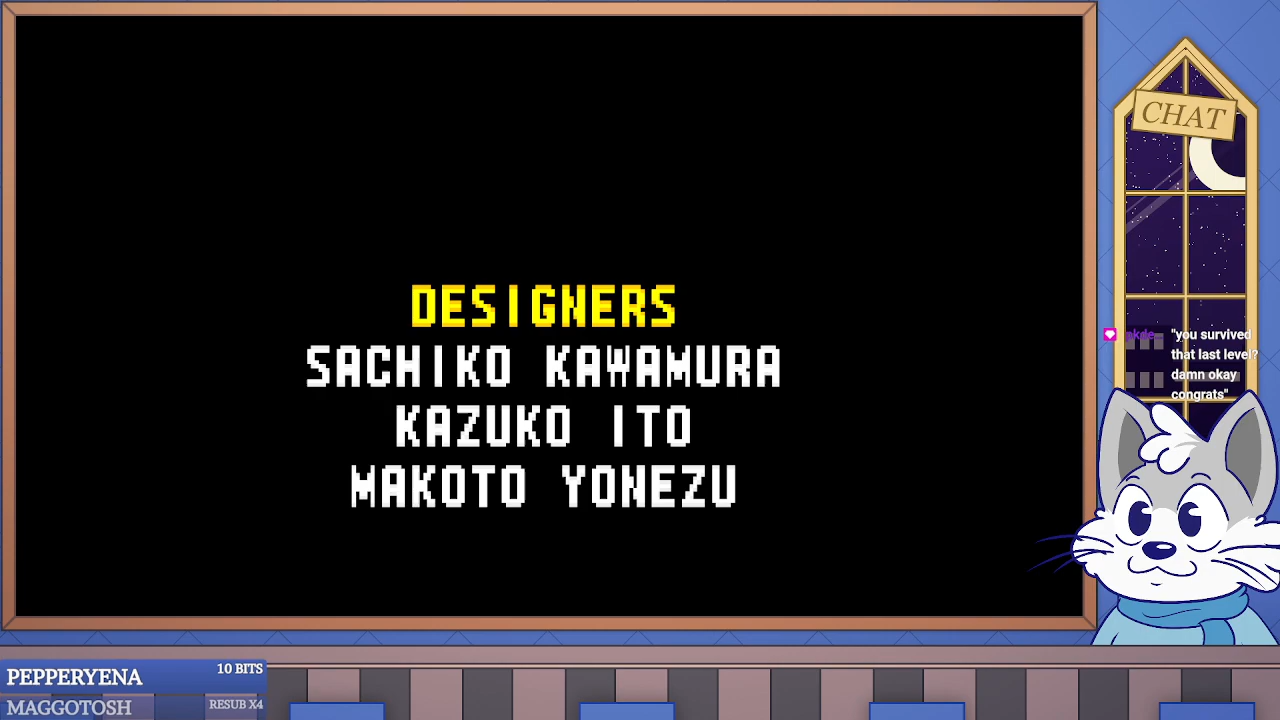 CHAT
DESIGNERS
SACHIKO KAWAMURA
KAZUKO ITO
MAKOTO YONEZU
"you survived
that last level?
damn okay
congrats"
PEPPERYENA 10 BITS
MAGGOTOSH RESUB X4